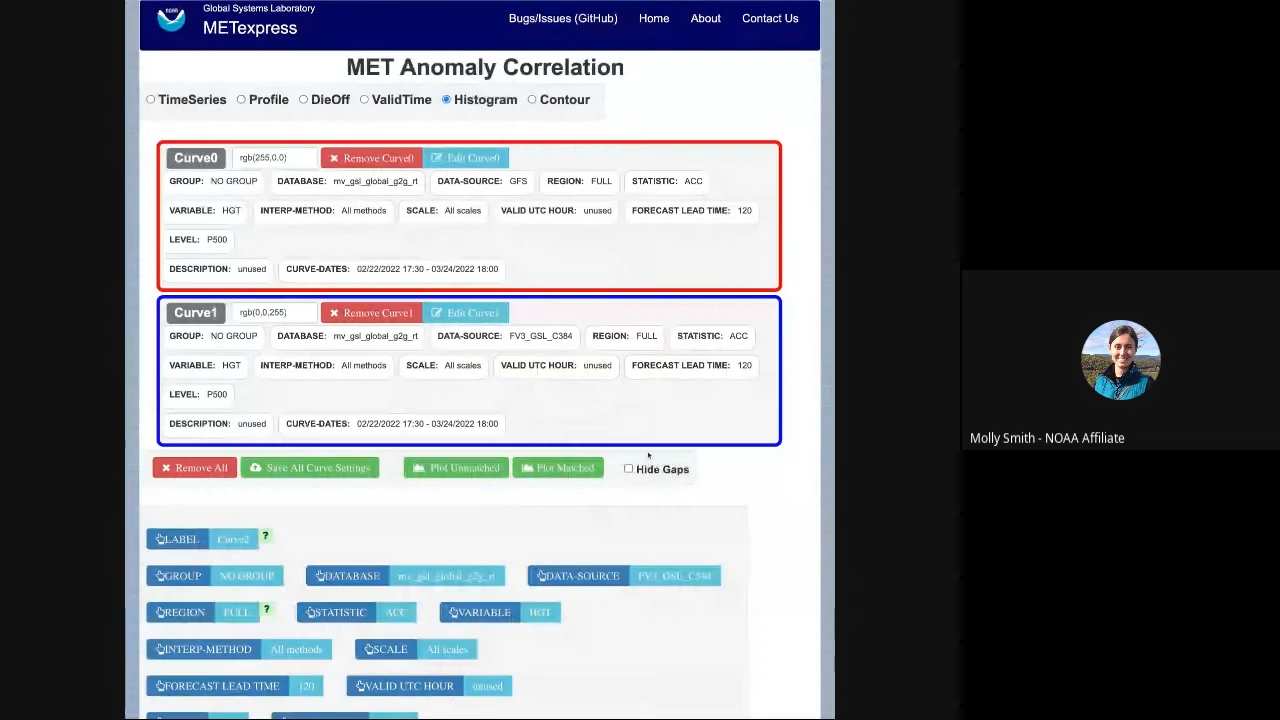 NOAA
Global Systems Laboratory
METexpress
Bugs/Issues (GitHub) Home About Contact Us
MET Anomaly Correlation
TimeSeries Profile DieOff ValidTime Histogram Contour
Curve0 rgb(255,0,0) Remove Curve0 Edit Curve0
GROUP: NO GROUP DATABASE: mv_gsl_global_g2g_rt DATA-SOURCE: GFS REGION: FULL STATISTIC: ACC
VARIABLE: HGT INTERP-METHOD: All methods SCALE: All scales VALID UTC HOUR: unused FORECAST LEAD TIME: 120
LEVEL: P500
DESCRIPTION: unused CURVE-DATES: 02/22/2022 17:30 - 03/24/2022 18:00
Curve1 rgb(0,0,255) Remove Curve1 Edit Curve1
GROUP: NO GROUP DATABASE: mv_gsl_global_g2g_rt DATA-SOURCE: FV3_GSL_C384 REGION: FULL STATISTIC: ACC
VARIABLE: HGT INTERP-METHOD: All methods SCALE: All scales VALID UTC HOUR: unused FORECAST LEAD TIME: 120
LEVEL: P500
DESCRIPTION: unused CURVE-DATES: 02/22/2022 17:30 - 03/24/2022 18:00
Remove All Save All Curve Settings Plot Unmatched Plot Matched Hide Gaps
LABEL Curve2 ?
GROUP NO GROUP DATABASE mv_gsl_global_g2g_rt DATA-SOURCE FV3_GSL_C384
REGION FULL ? STATISTIC ACC VARIABLE HGT
INTERP-METHOD All methods SCALE All scales
FORECAST LEAD TIME 120 VALID UTC HOUR unused
Molly Smith - NOAA Affiliate